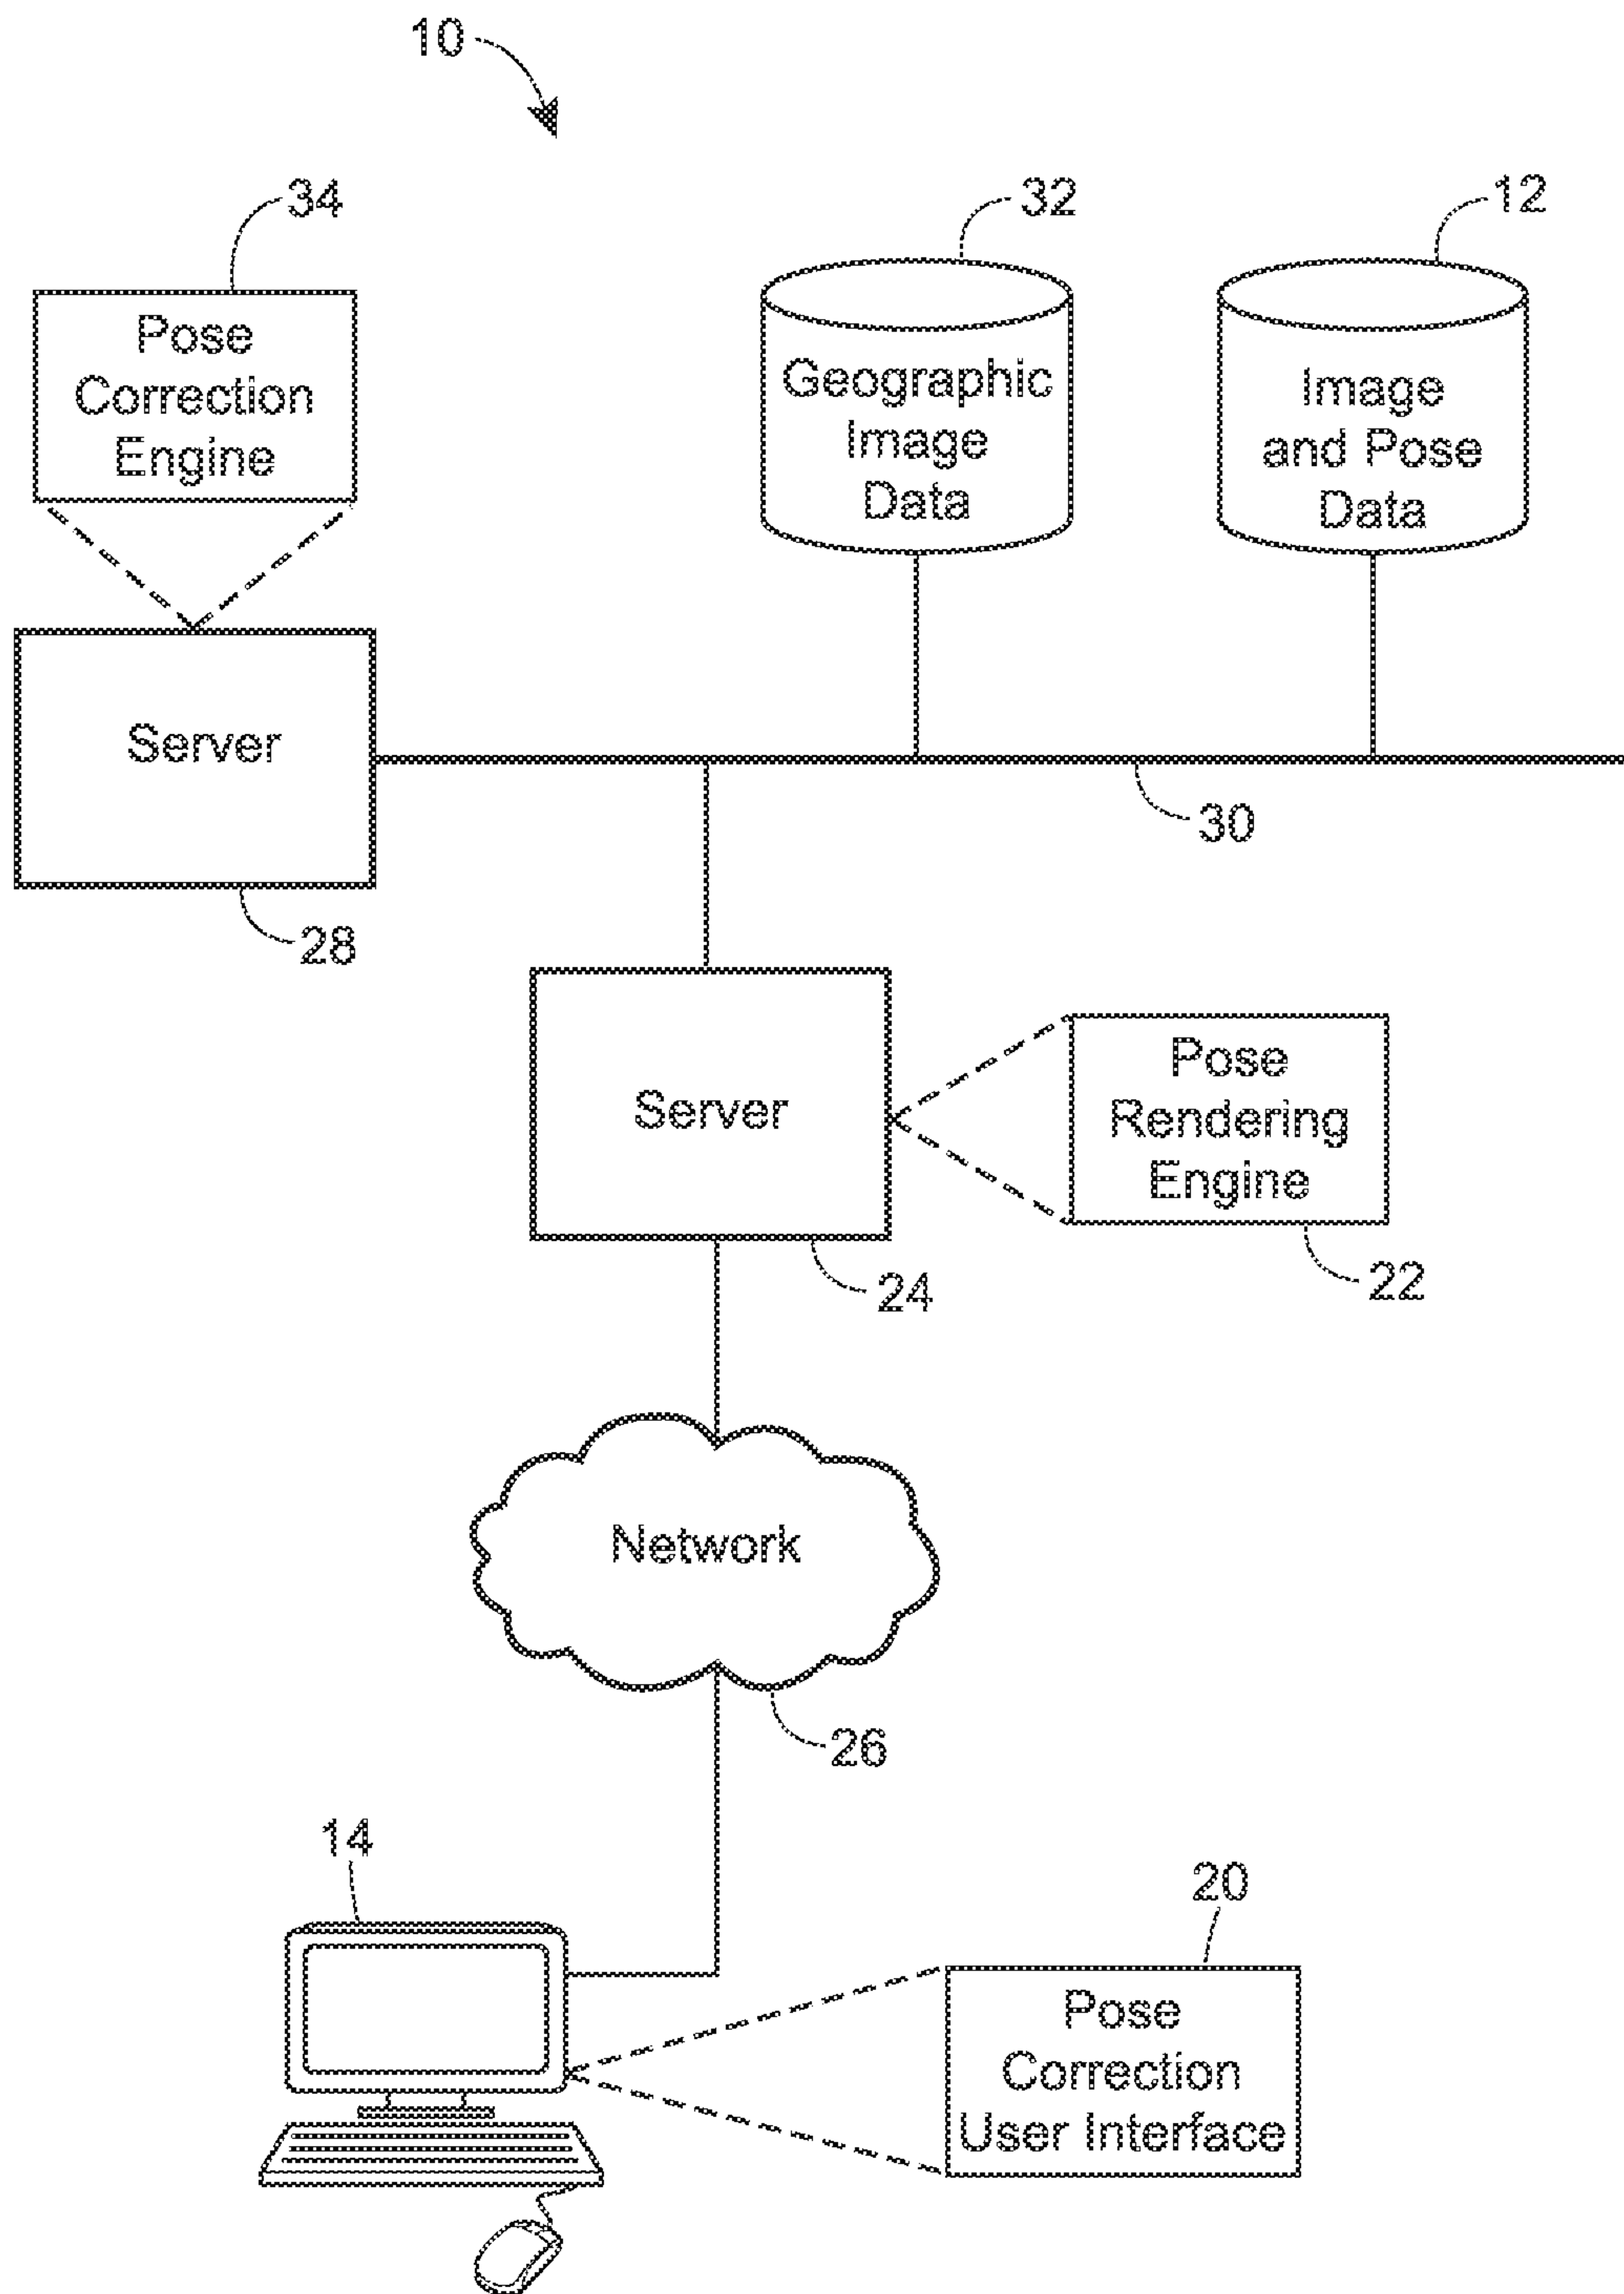 10
34
32
12
Pose
Correction
Engine
Geographic
Image
Data
Image
and Pose
Data
Server
30
28
Server
Pose
Rendering
Engine
24
22
Network
26
14
20
Pose
Correction
User Interface